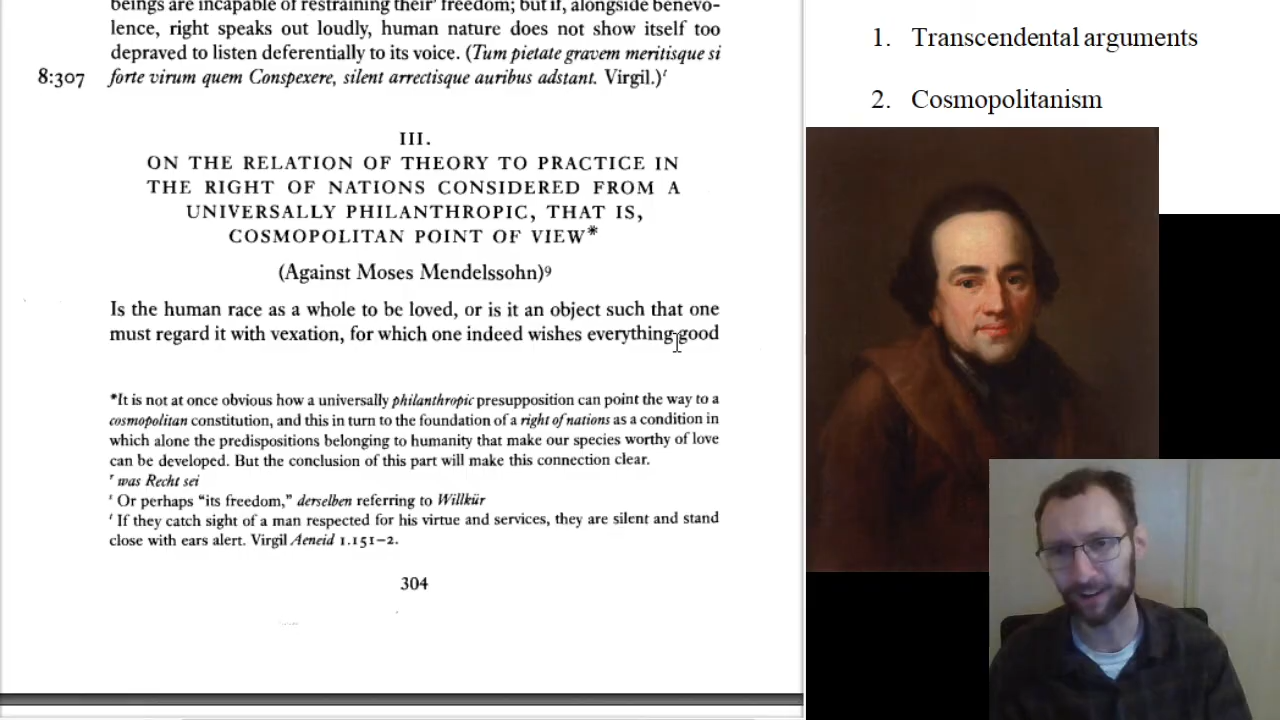 beings are incapable of restraining their freedom; but if, alongside benevo-
lence, right speaks out loudly, human nature does not show itself too
depraved to listen deferentially to its voice. (Tum pietate gravem meritisque si
8:307 forte virum quem Conspexere, silent arrectisque auribus adstant. Virgil.)ᵗ
III.
ON THE RELATION OF THEORY TO PRACTICE IN
THE RIGHT OF NATIONS CONSIDERED FROM A
UNIVERSALLY PHILANTHROPIC, THAT IS,
COSMOPOLITAN POINT OF VIEW*
(Against Moses Mendelssohn)⁹
Is the human race as a whole to be loved, or is it an object such that one
must regard it with vexation, for which one indeed wishes everything good
*It is not at once obvious how a universally philanthropic presupposition can point the way to a
cosmopolitan constitution, and this in turn to the foundation of a right of nations as a condition in
which alone the predispositions belonging to humanity that make our species worthy of love
can be developed. But the conclusion of this part will make this connection clear.
ʳ was Recht sei
ˢ Or perhaps “its freedom,” derselben referring to Willkür
ᵗ If they catch sight of a man respected for his virtue and services, they are silent and stand
close with ears alert. Virgil Aeneid 1.151–2.
304
1. Transcendental arguments
2. Cosmopolitanism